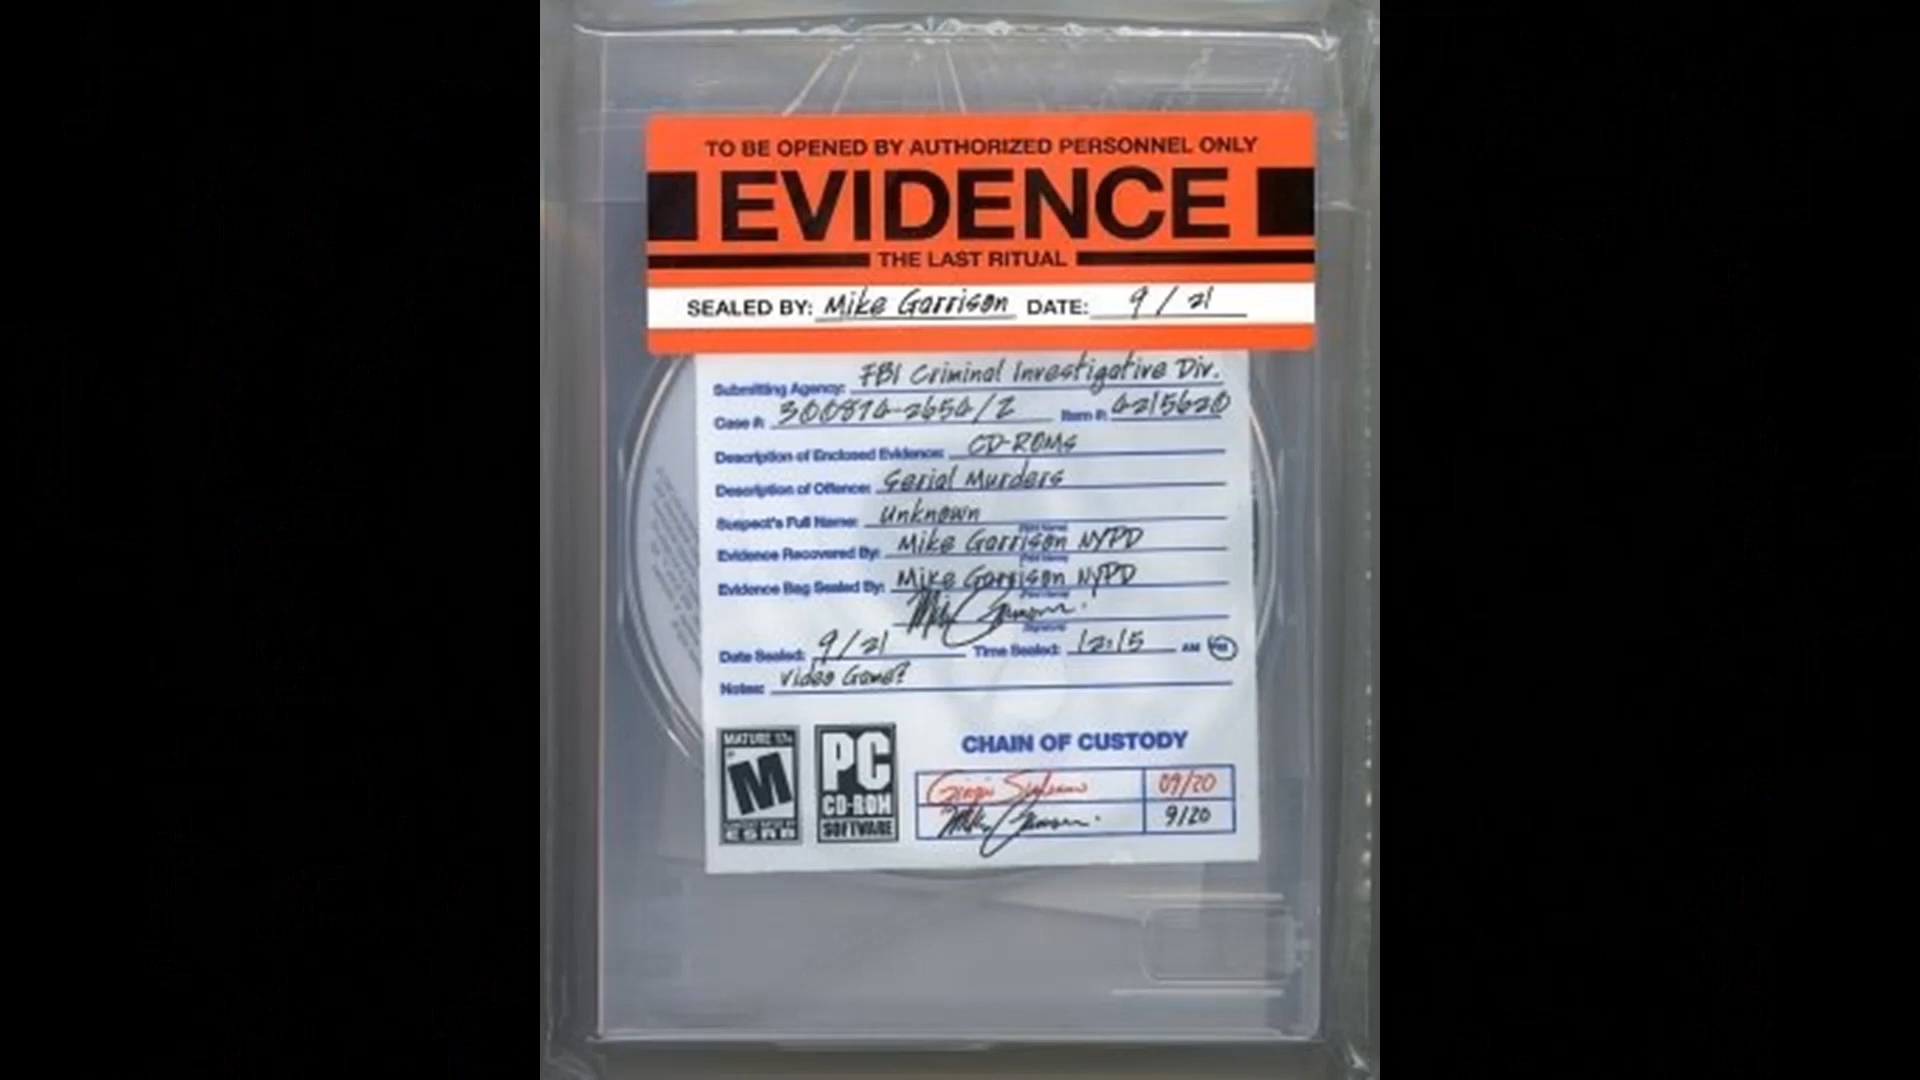 TO BE OPENED BY AUTHORIZED PERSONNEL ONLY
EVIDENCE
THE LAST RITUAL
SEALED BY: Mike Garrison DATE: 9/21
Submitting Agency: FBI Criminal Investigative Div.
Case #: Item #:
Description of Enclosed Evidence: CD-ROMs
Description of Offence: Serial Murders
Suspect's Full Name: Unknown
Evidence Recovered By: Mike Garrison NYPD
Evidence Bag Sealed By: Mike Garrison NYPD
Date Sealed: 9/21 Time Sealed: 12:15 AM PM
Notes: Video Game?
MATURE 17+
M
ESRB
PC
CD-ROM
SOFTWARE
CHAIN OF CUSTODY
09/20
9/20